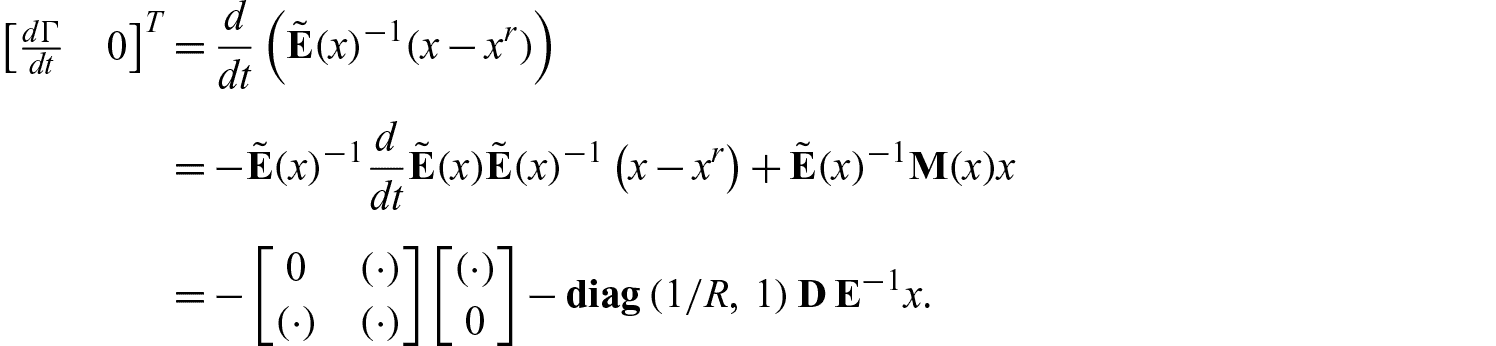 [dΓ/dt 0]^T = d/dt (Ẽ(x)^{-1}(x − x^r))
= −Ẽ(x)^{-1} d/dt Ẽ(x)Ẽ(x)^{-1} (x − x^r) + Ẽ(x)^{-1}M(x)x
= − [0 (·); (·) (·)] [(·); 0] − diag (1/R, 1) D E^{-1}x.